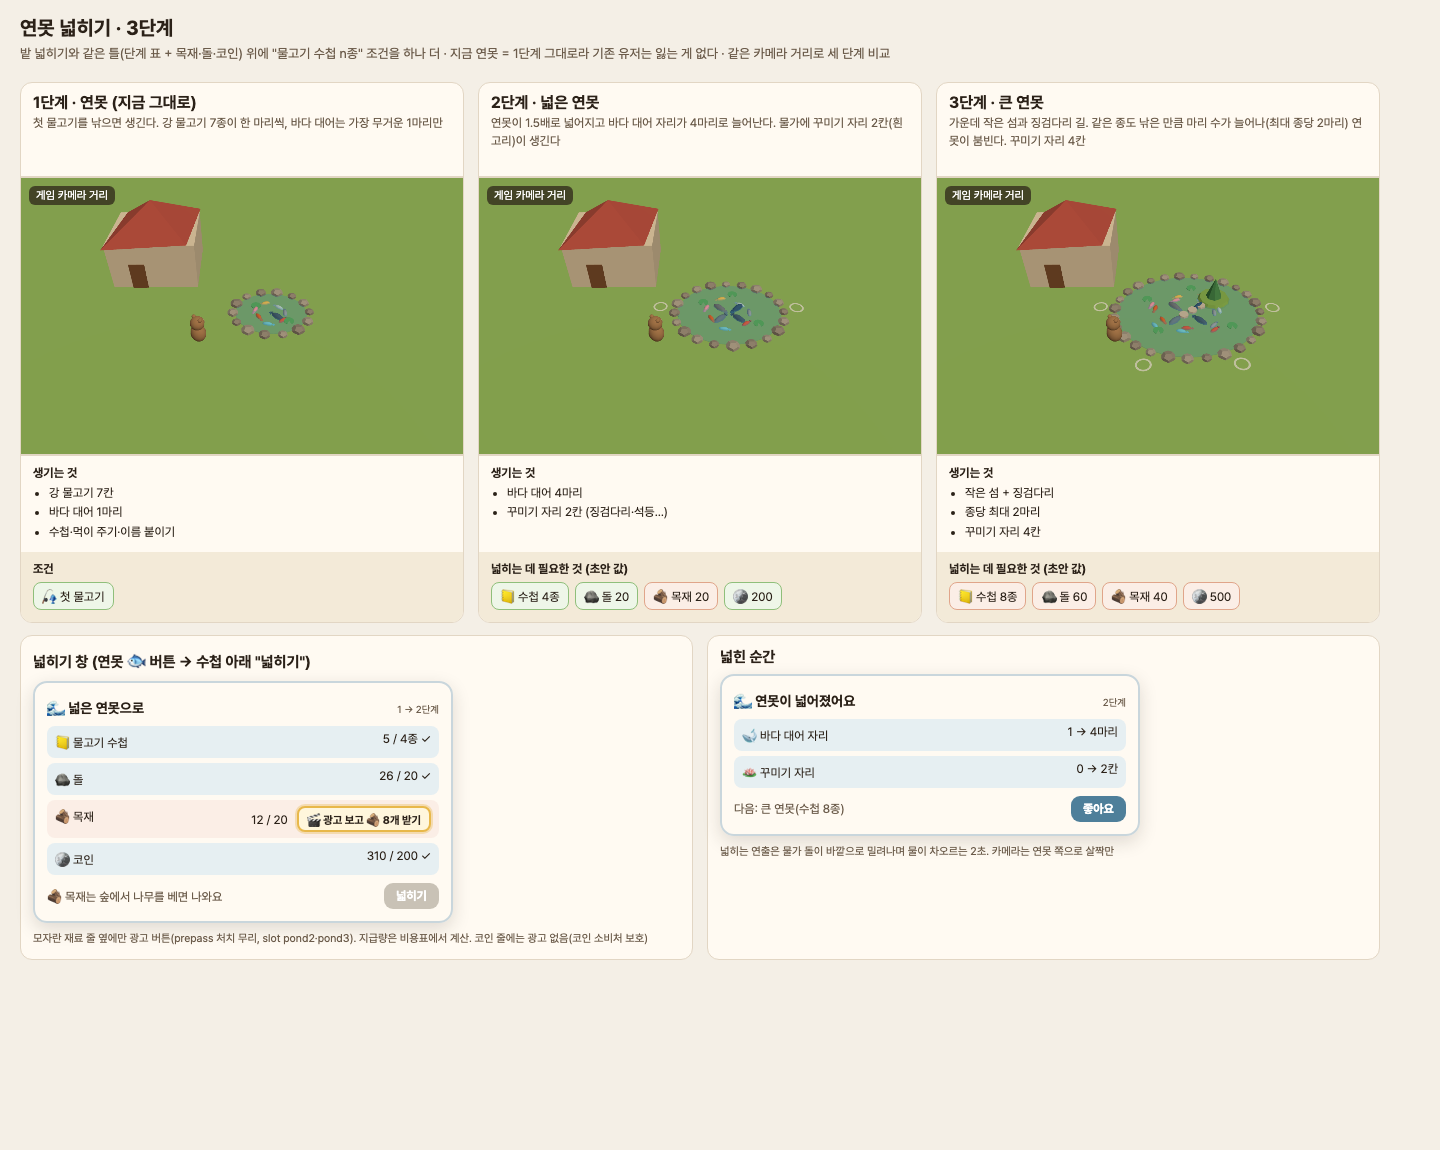 연못 넓히기 · 3단계
밭 넓히기와 같은 틀(단계 표 + 목재·돌·코인) 위에 "물고기 수첩 n종" 조건을 하나 더 · 지금 연못 = 1단계 그대로라 기존 유저는 잃는 게 없다 · 같은 카메라 거리로 세 단계 비교
1단계 · 연못 (지금 그대로)
첫 물고기를 낚으면 생긴다. 강 물고기 7종이 한 마리씩, 바다 대어는 가장 무거운 1마리만
게임 카메라 거리
생기는 것
• 강 물고기 7칸
• 바다 대어 1마리
• 수첩·먹이 주기·이름 붙이기
조건
첫 물고기
2단계 · 넓은 연못
연못이 1.5배로 넓어지고 바다 대어 자리가 4마리로 늘어난다. 물가에 꾸미기 자리 2칸(흰
고리)이 생긴다
게임 카메라 거리
생기는 것
• 바다 대어 4마리
• 꾸미기 자리 2칸 (징검다리·석등…)
넓히는 데 필요한 것 (초안 값)
수첩 4종 돌 20 목재 20 200
3단계 · 큰 연못
가운데 작은 섬과 징검다리 길. 같은 종도 낚은 만큼 마리 수가 늘어나(최대 종당 2마리) 연
못이 붐빈다. 꾸미기 자리 4칸
게임 카메라 거리
생기는 것
• 작은 섬 + 징검다리
• 종당 최대 2마리
• 꾸미기 자리 4칸
넓히는 데 필요한 것 (초안 값)
수첩 8종 돌 60 목재 40 500
넓히기 창 (연못 🐟 버튼 → 수첩 아래 "넓히기")
넓은 연못으로 1 → 2단계
물고기 수첩 5 / 4종 ✓
돌 26 / 20 ✓
목재 12 / 20 광고 보고 8개 받기
코인 310 / 200 ✓
목재는 숲에서 나무를 베면 나와요 넓히기
모자란 재료 줄 옆에만 광고 버튼(prepass 처치 무리, slot pond2·pond3). 지급량은 비용표에서 계산. 코인 줄에는 광고 없음(코인 소비처 보호)
넓힌 순간
연못이 넓어졌어요 2단계
바다 대어 자리 1 → 4마리
꾸미기 자리 0 → 2칸
다음: 큰 연못(수첩 8종) 좋아요
넓히는 연출은 물가 돌이 바깥으로 밀려나며 물이 차오르는 2초. 카메라는 연못 쪽으로 살짝만